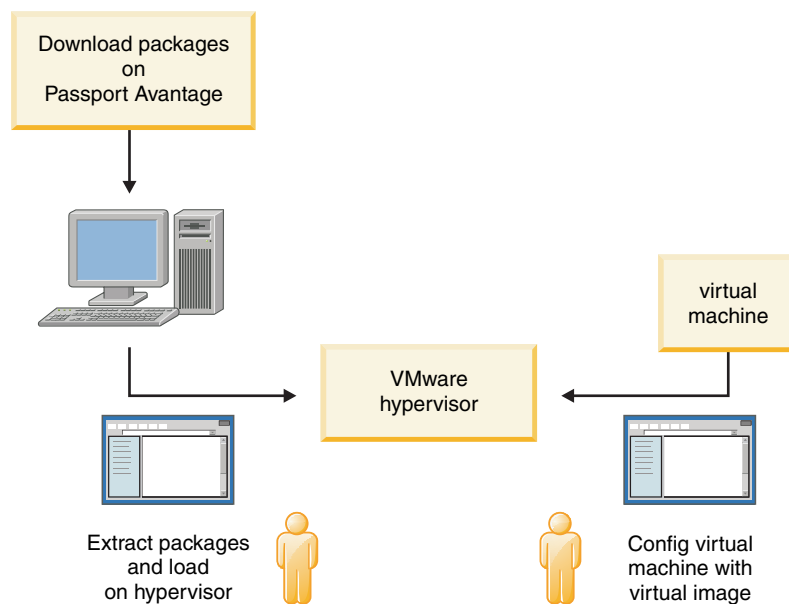 Download packages
on
Passport Avantage
virtual
machine
VMware
hypervisor
Extract packages
and load
on hypervisor
Config virtual
machine with
virtual image